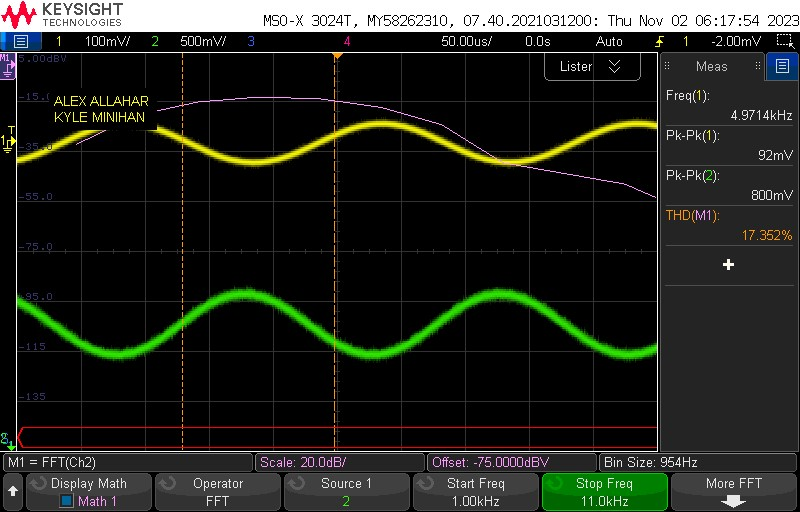 KEYSIGHT
TECHNOLOGIES
MSO-X 3024T, MY58262310, 07.40.2021031200: Thu Nov 02 06:17:54 2023
1 100mV/ 2 500mV/ 3 4 50.00us/ 0.0s Auto 1 -2.00mV
M1 5.00dBV
Lister
Meas
-15.0
ALEX ALLAHAR
KYLE MINIHAN
T
1
-35.0
-55.0
-75.0
-95.0
-115
-135
Freq(1):
4.9714kHz
Pk-Pk(1):
92mV
Pk-Pk(2):
800mV
THD(M1):
17.352%
M1 = FFT(Ch2)
Scale: 20.0dB/
Offset: -75.0000dBV
Bin Size: 954Hz
Display Math
Math 1
Operator
FFT
Source 1
2
Start Freq
1.00kHz
Stop Freq
11.0kHz
More FFT